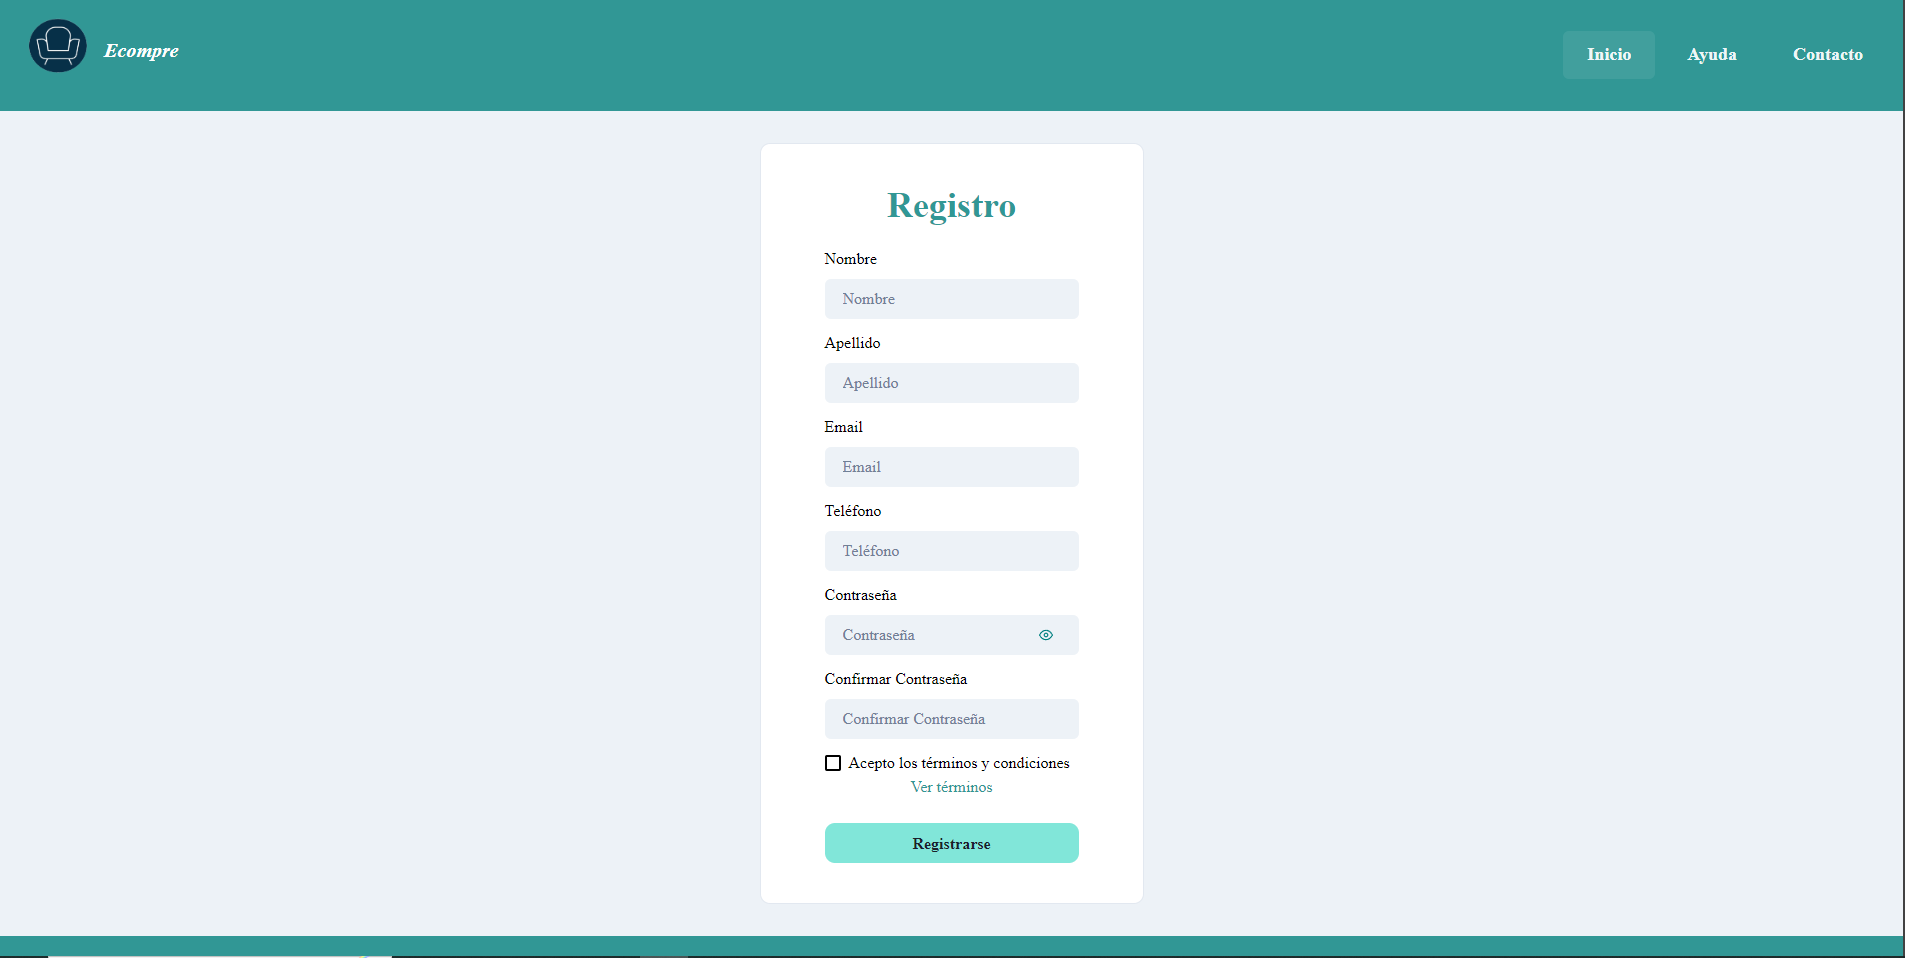 Ecompre
Inicio
Ayuda
Contacto
Registro
Nombre
Nombre
Apellido
Apellido
Email
Email
Teléfono
Teléfono
Contraseña
Contraseña
Confirmar Contraseña
Confirmar Contraseña
Acepto los términos y condiciones
Ver términos
Registrarse